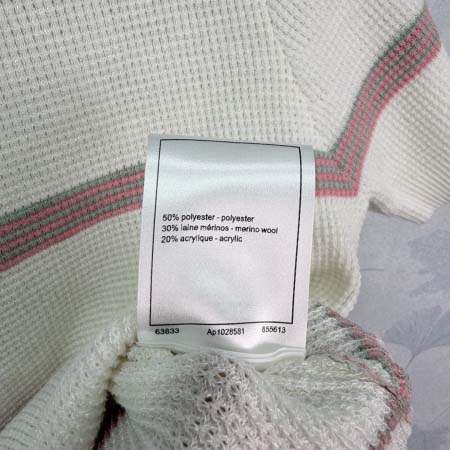 50% polyester - polyester
30% laine mérinos - merino wool
20% acrylique - acrylic
63833 Ap1028581 855613